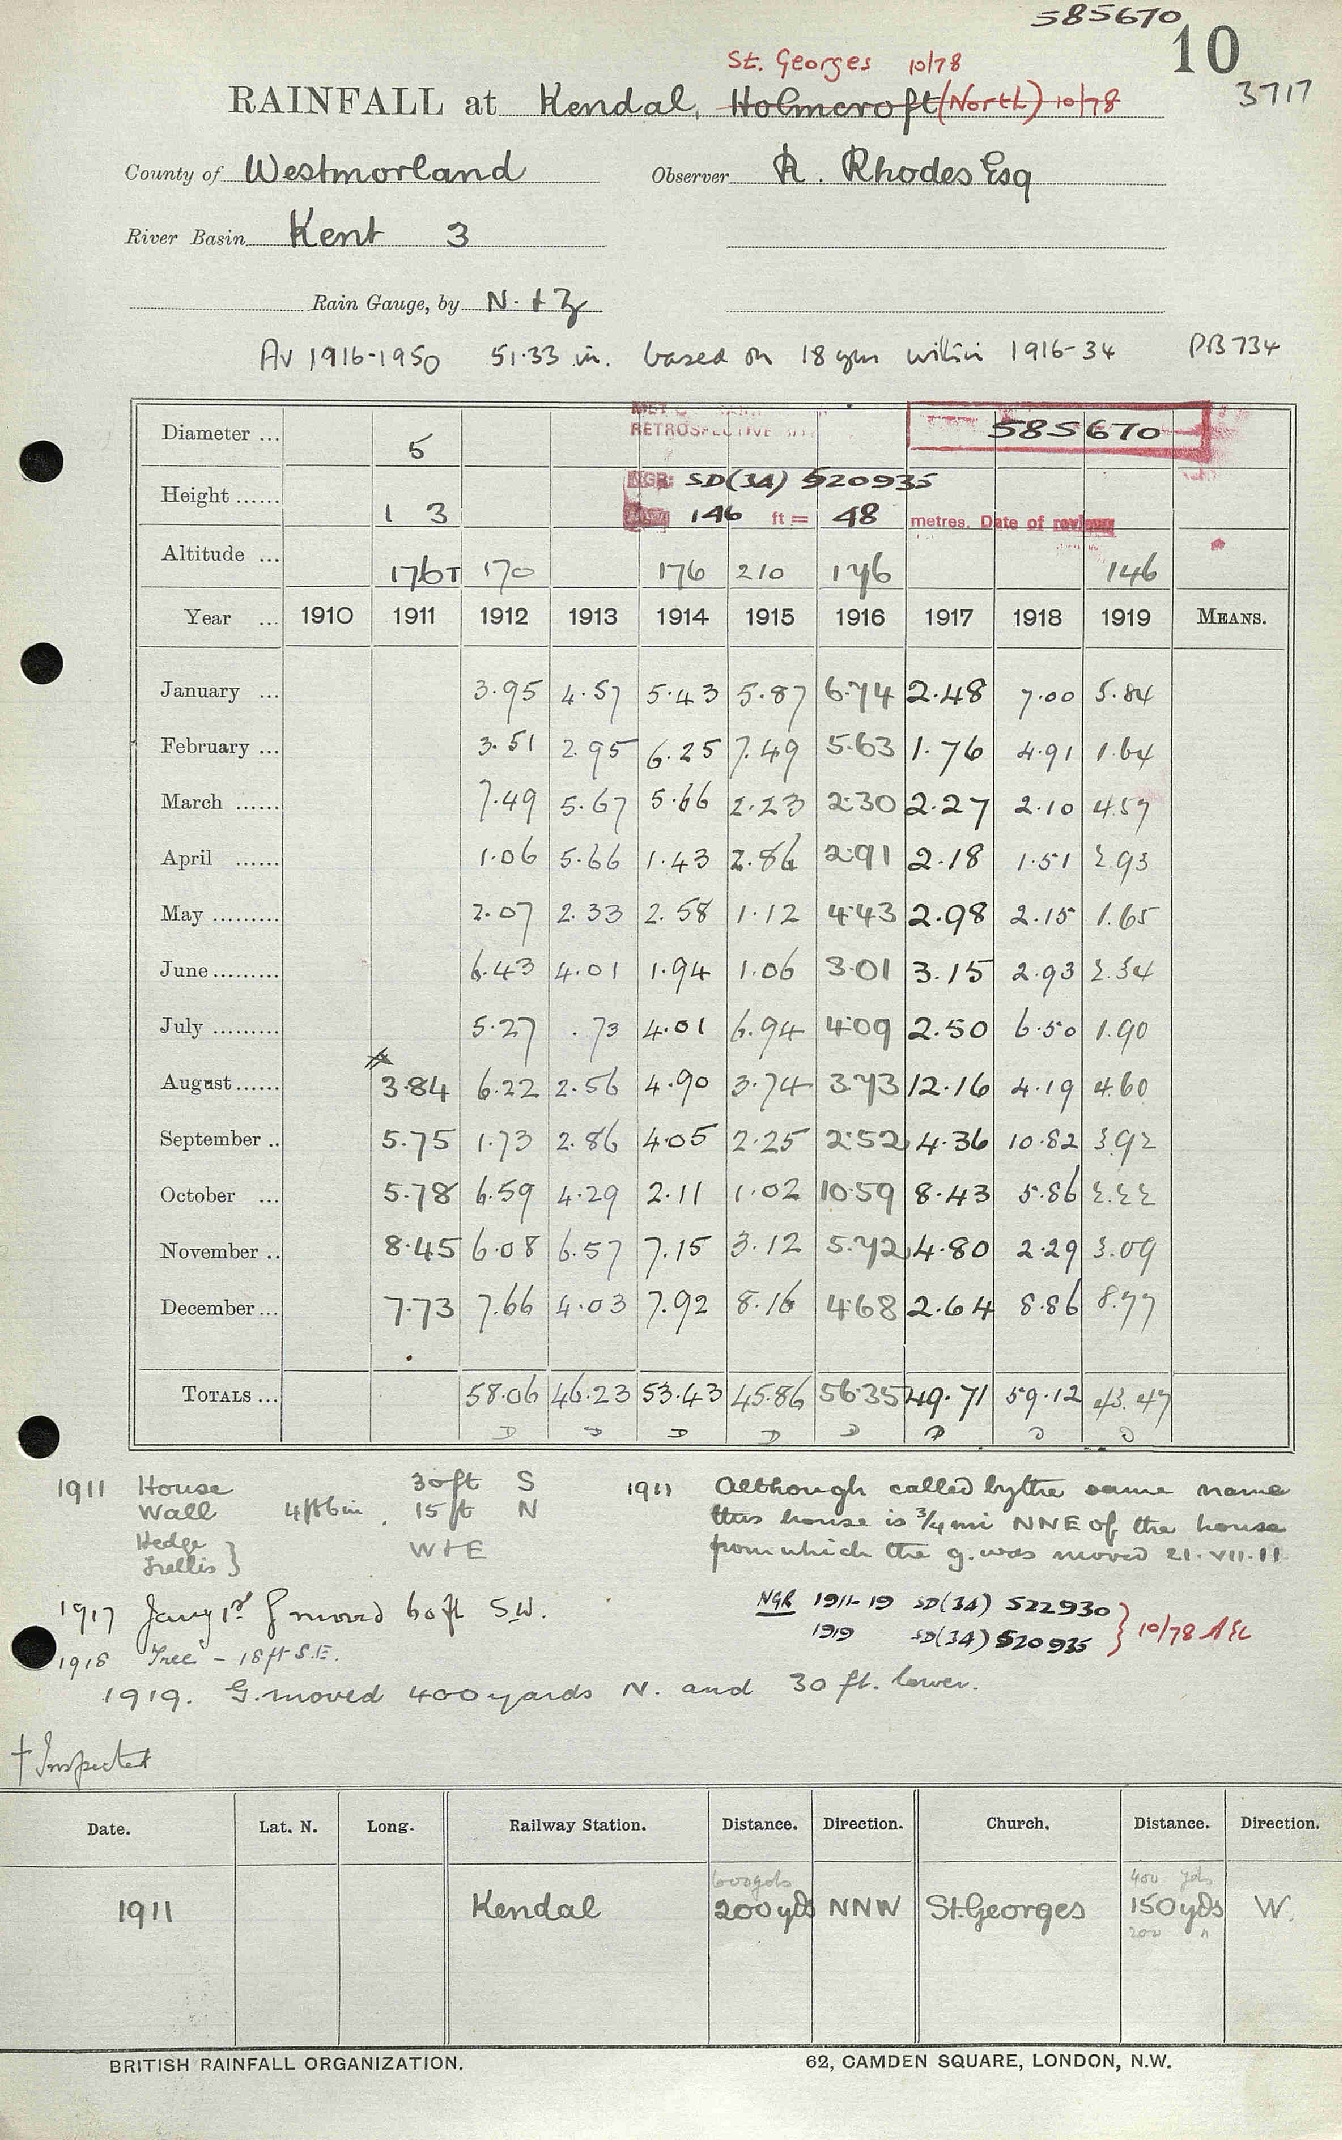 585670
10
St. Georges 10/78
RAINFALL at Kendal, Holmcroft (North) 10/78
3717
County of Westmorland Observer R. Rhodes Esq
River Basin Kent 3
Rain Gauge, by N. + Z
Av 1916-1950 51.33 in. based on 18 yrs within 1916-34 PB 734
Diameter ... 5 RETROSPECTIVE 585670
NGR: SD(34) 520935
Height ...... 1 3 146 ft = 48 metres. Date of review
Altitude ... 176T 170 176 210 146 146
Year ... 1910 1911 1912 1913 1914 1915 1916 1917 1918 1919 MEANS.
January ... 3.95 4.57 5.43 5.87 6.74 2.48 7.00 5.84
February ... 3.51 2.95 6.25 7.49 5.63 1.76 4.91 1.64
March ...... 7.49 5.67 5.66 2.23 2.30 2.27 2.10 4.57
April ...... 1.06 5.66 1.43 2.86 2.91 2.18 1.51 2.93
May ......... 2.07 2.33 2.58 1.12 4.43 2.98 2.15 1.65
June ......... 6.43 4.01 1.94 1.06 3.01 3.15 2.93 2.34
July ......... 5.27 .73 4.01 6.94 4.09 2.50 6.50 1.90
August ...... 3.84 6.22 2.56 4.90 3.74 3.73 12.16 4.19 4.60
September .. 5.75 1.73 2.86 4.05 2.25 2.52 4.36 10.82 3.92
October ... 5.78 6.59 4.29 2.11 1.02 10.59 8.43 5.86 2.22
November .. 8.45 6.08 6.57 7.15 3.12 5.72 4.80 2.29 3.09
December ... 7.73 7.66 4.03 7.92 8.16 4.68 2.64 8.86 8.77
TOTALS ... 58.06 46.23 53.43 45.86 56.35 49.71 59.12 43.47
D D D D D D D D
1911 House 30ft S
Wall 4ft6in. 15ft N
Hedge
Trellis } W+E
1911 Although called by the same name
this house is 3/4 mi NNE of the house
from which the g. was moved 21.VII.11
1917 Jany 1st G moved 60ft SW.
1918 Tree - 18ft S.E.
NGR 1911-19 SD(34) 522930
1919 SD(34) 520935 } 10/78
1919. G. moved 400 yards N. and 30 ft. lower.
† Inspected
Date. Lat. N. Long. Railway Station. Distance. Direction. Church. Distance. Direction.
600yds 400 yds
1911 Kendal 200yds NNW St.Georges 150yds W.
200 "
BRITISH RAINFALL ORGANIZATION. 62, CAMDEN SQUARE, LONDON, N.W.